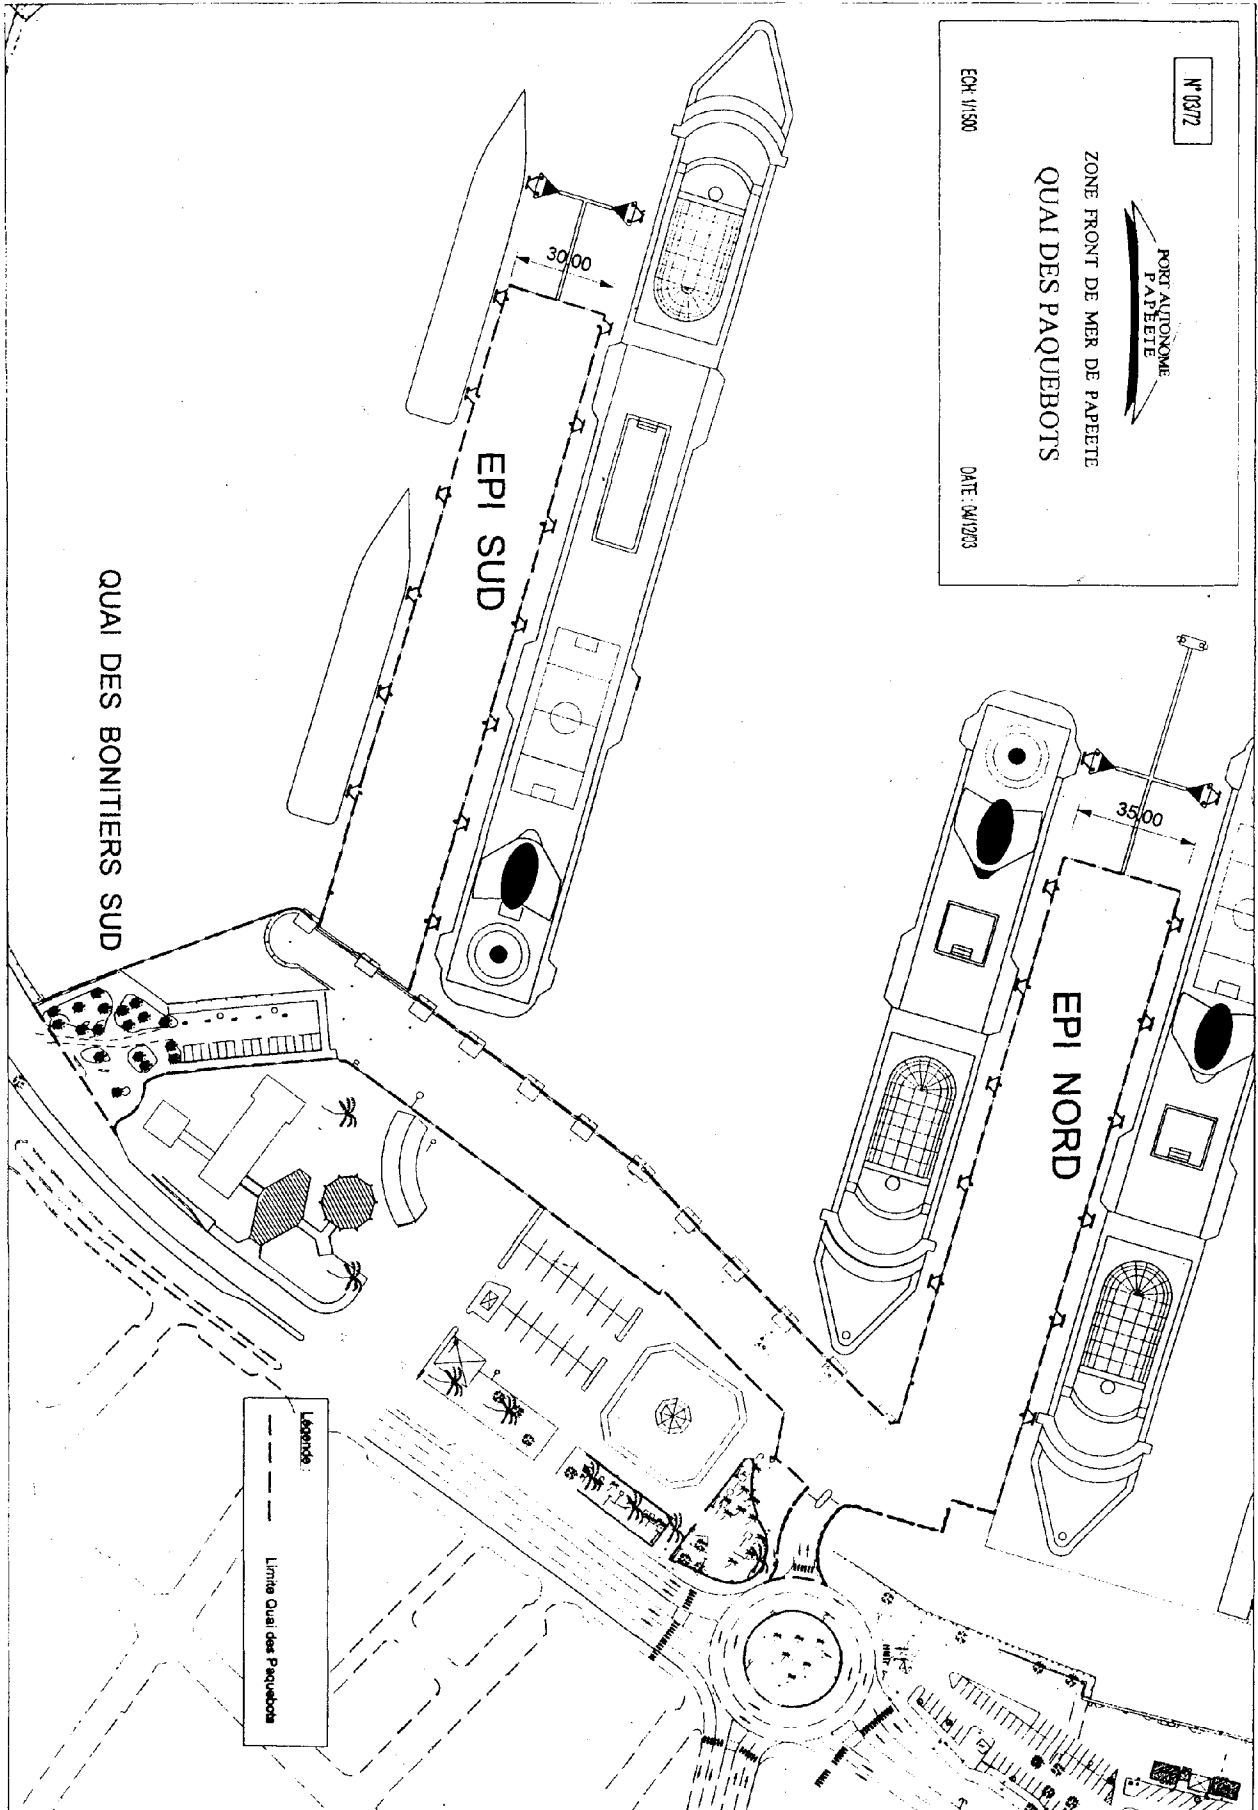 N° 03/72
PORT AUTONOME
PAPEETE
ZONE FRONT DE MER DE PAPEETE
QUAI DES PAQUEBOTS
ECH: 1/1500
DATE : 04/12/03
30,00
EPI SUD
35,00
EPI NORD
QUAI DES BONITIERS SUD
Légende :
Limite Quai des Paquebots